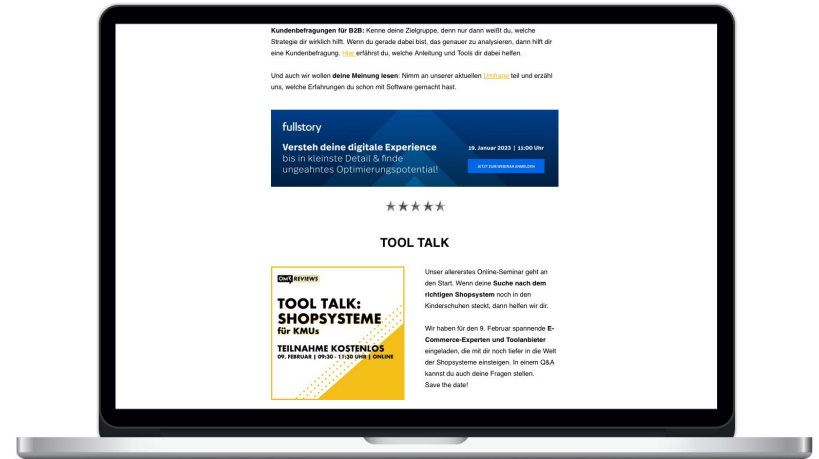 Kundenbefragungen für B2B: Kenne deine Zielgruppe, denn nur dann weißt du, welche
Strategie dir wirklich hilft. Wenn du gerade dabei bist, das genauer zu analysieren, dann hilft dir
eine Kundenbefragung. Hier erfährst du, welche Anleitung und Tools dir dabei helfen.
Und auch wir wollen deine Meinung lesen: Nimm an unserer aktuellen Umfrage teil und erzähl
uns, welche Erfahrungen du schon mit Software gemacht hast.
fullstory
Versteh deine digitale Experience
bis in kleinste Detail & finde
ungeahntes Optimierungspotential!
19. Januar 2023 | 11:00 Uhr
JETZT ZUM WEBINAR ANMELDEN
TOOL TALK
OMR REVIEWS
TOOL TALK:
SHOPSYSTEME
für KMUs
TEILNAHME KOSTENLOS
09. FEBRUAR | 09:30 - 11:30 UHR | ONLINE
Unser allererstes Online-Seminar geht an
den Start. Wenn deine Suche nach dem
richtigen Shopsystem noch in den
Kinderschuhen steckt, dann helfen wir dir.
Wir haben für den 9. Februar spannende E-
Commerce-Experten und Toolanbieter
eingeladen, die mit dir noch tiefer in die Welt
der Shopsysteme einsteigen. In einem Q&A
kannst du auch deine Fragen stellen.
Save the date!